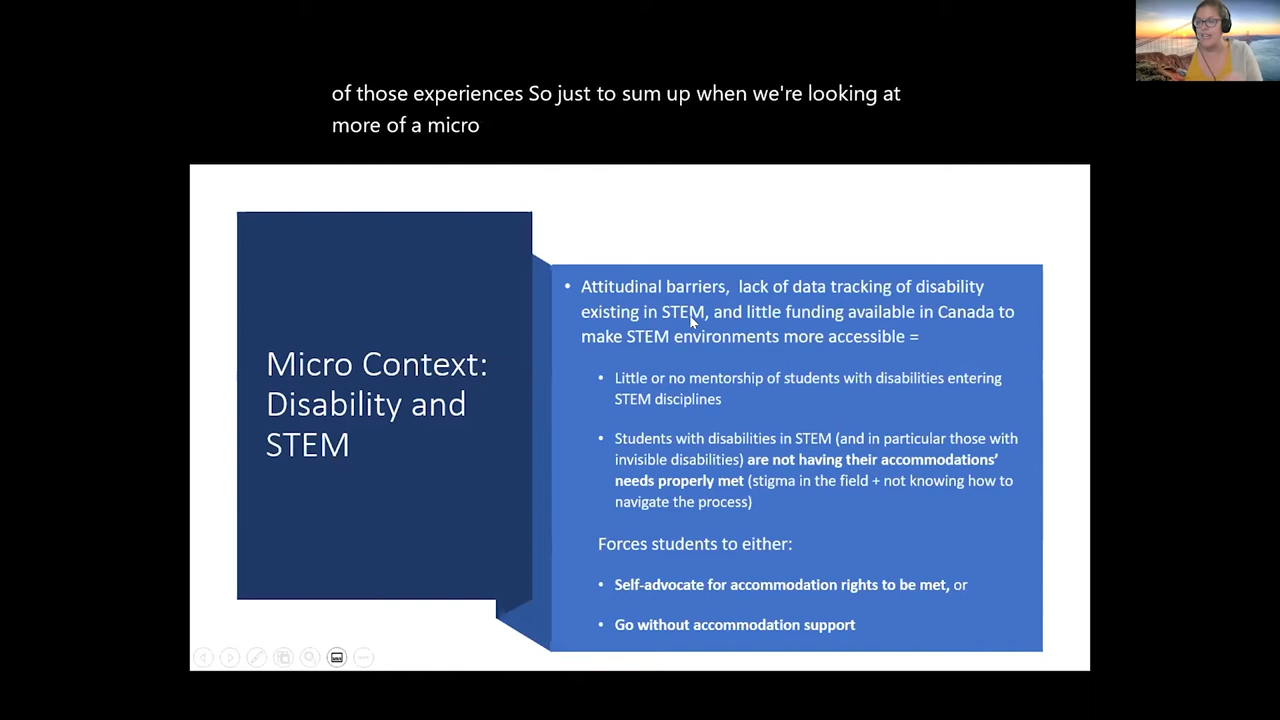 of those experiences So just to sum up when we're looking at
more of a micro
Micro Context:
Disability and
STEM
• Attitudinal barriers, lack of data tracking of disability
existing in STEM, and little funding available in Canada to
make STEM environments more accessible =
• Little or no mentorship of students with disabilities entering
STEM disciplines
• Students with disabilities in STEM (and in particular those with
invisible disabilities) are not having their accommodations'
needs properly met (stigma in the field + not knowing how to
navigate the process)
Forces students to either:
• Self-advocate for accommodation rights to be met, or
• Go without accommodation support